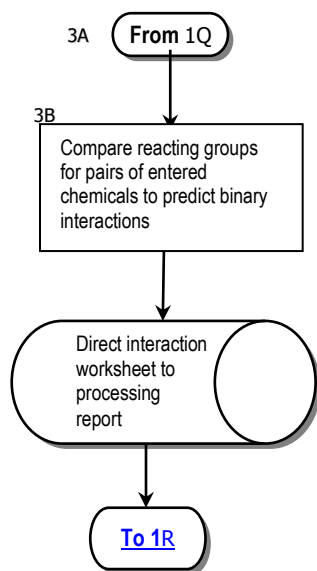 3A
From 1Q
3B
Compare reacting groups
for pairs of entered
chemicals to predict binary
interactions
Direct interaction
worksheet to
processing
report
To 1R